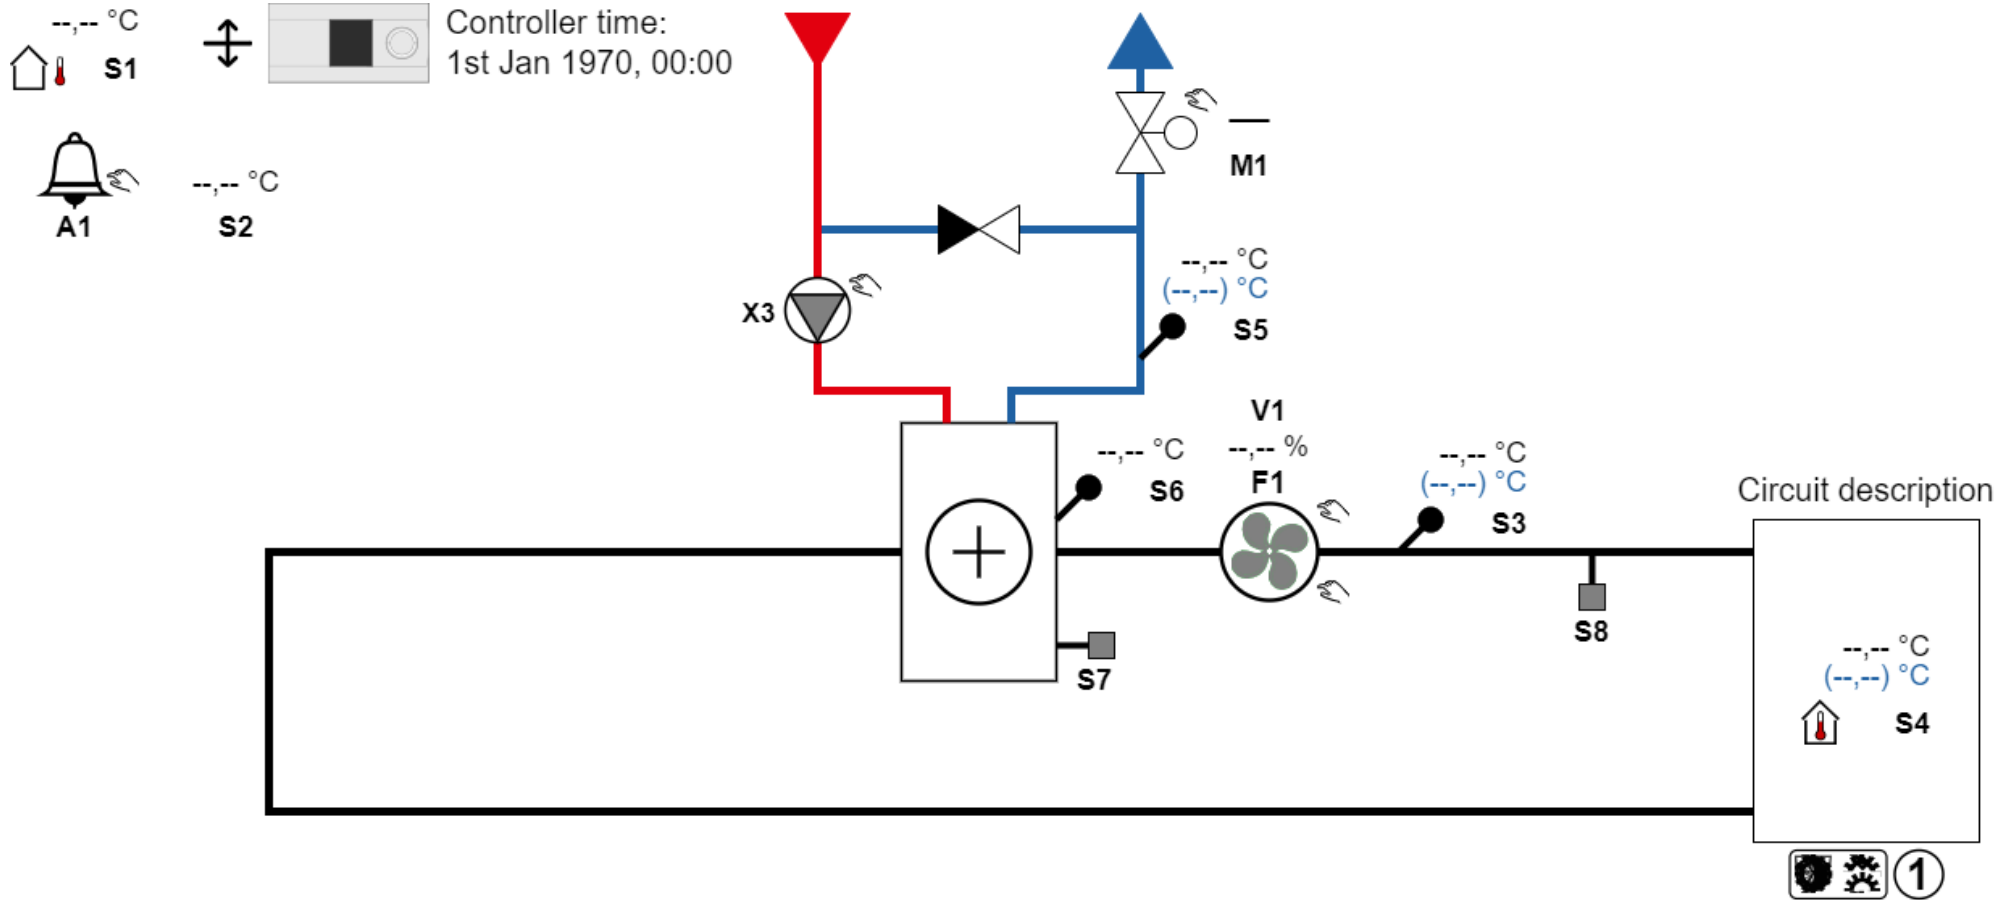 --,-- °C
S1
Controller time:
1st Jan 1970, 00:00
A1
--,-- °C
S2
M1
X3
--,-- °C
(--,--) °C
S5
V1
--,-- %
F1
--,-- °C
S6
--,-- °C
(--,--) °C
S3
Circuit description
S8
S7
--,-- °C
(--,--) °C
S4
1